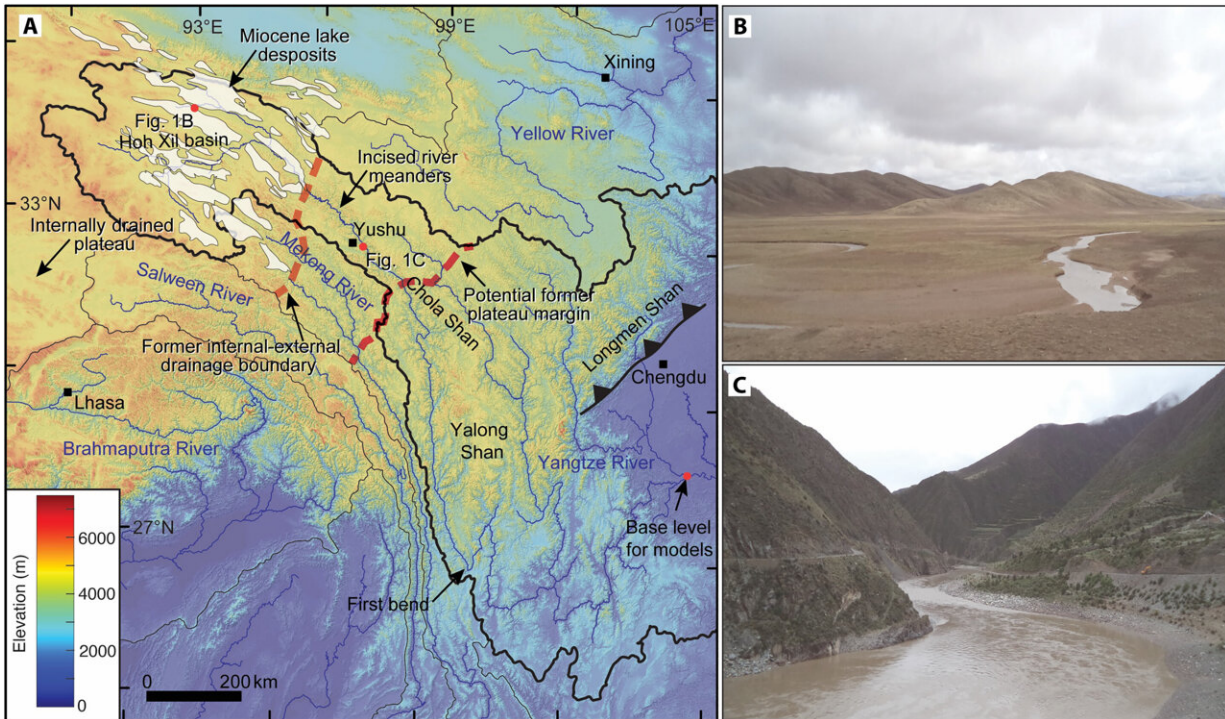 A
93°E
99°E
105°E
Miocene lake
desposits
Xining
Fig. 1B
Hoh Xil basin
Yellow River
Incised river
meanders
33°N
Internally drained
plateau
Yushu
Fig. 1C
Mekong River
Salween River
Chola Shan
Potential former
plateau margin
Longmen Shan
Former internal-external
drainage boundary
Chengdu
Lhasa
Yalong
Shan
Brahmaputra River
Yangtze River
Base level
for models
27°N
First bend
Elevation (m)
6000
4000
2000
0
0
200 km
B
C